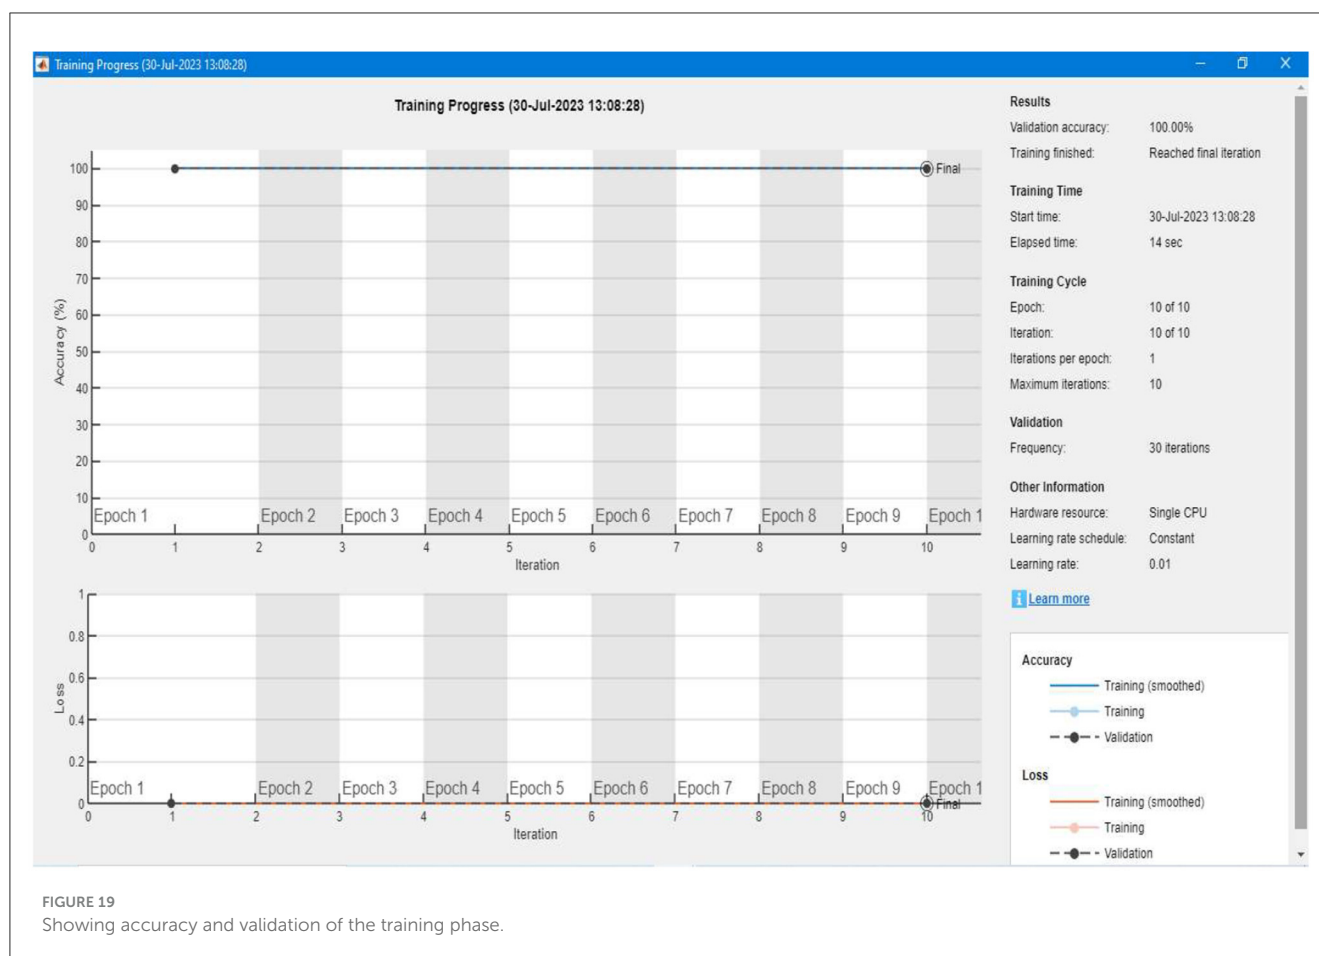 Training Progress (30-Jul-2023 13:08:28)
Training Progress (30-Jul-2023 13:08:28)
100
90
80
70
60
50
40
30
20
10
0
Accuracy (%)
Final
Epoch 1 Epoch 2 Epoch 3 Epoch 4 Epoch 5 Epoch 6 Epoch 7 Epoch 8 Epoch 9 Epoch 1
0 1 2 3 4 5 6 7 8 9 10
Iteration
1
0.8
0.6
0.4
0.2
0
Loss
Epoch 1 Epoch 2 Epoch 3 Epoch 4 Epoch 5 Epoch 6 Epoch 7 Epoch 8 Epoch 9 Epoch 1
Final
0 1 2 3 4 5 6 7 8 9 10
Iteration
Results
Validation accuracy: 100.00%
Training finished: Reached final iteration
Training Time
Start time: 30-Jul-2023 13:08:28
Elapsed time: 14 sec
Training Cycle
Epoch: 10 of 10
Iteration: 10 of 10
Iterations per epoch: 1
Maximum iterations: 10
Validation
Frequency: 30 iterations
Other Information
Hardware resource: Single CPU
Learning rate schedule: Constant
Learning rate: 0.01
i Learn more
Accuracy
Training (smoothed)
Training
Validation
Loss
Training (smoothed)
Training
Validation
FIGURE 19
Showing accuracy and validation of the training phase.